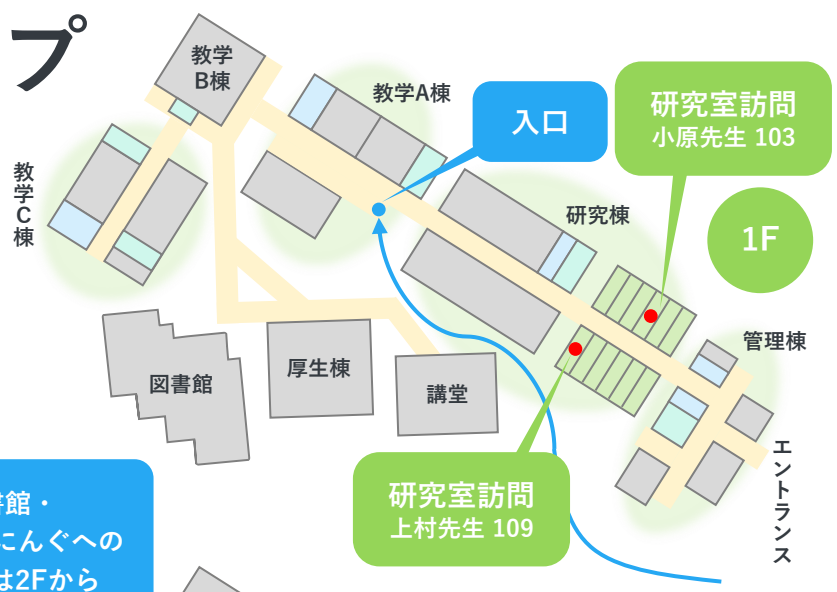 プ
教学
B棟
教学A棟
入口
研究室訪問
小原先生 103
教学C棟
研究棟
1F
管理棟
図書館
厚生棟
講堂
エントランス
研究室訪問
上村先生 109
書館・
にんぐへの
は2Fから